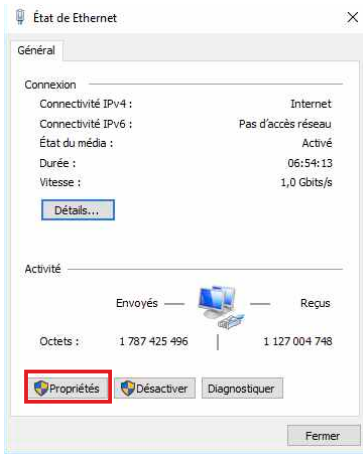 État de Ethernet
Général
Connexion
Connectivité IPv4 : Internet
Connectivité IPv6 : Pas d'accès réseau
État du média : Activé
Durée : 06:54:13
Vitesse : 1,0 Gbits/s
Détails...
Activité
Envoyés Reçus
Octets : 1 787 425 496 1 127 004 748
Propriétés Désactiver Diagnostiquer
Fermer